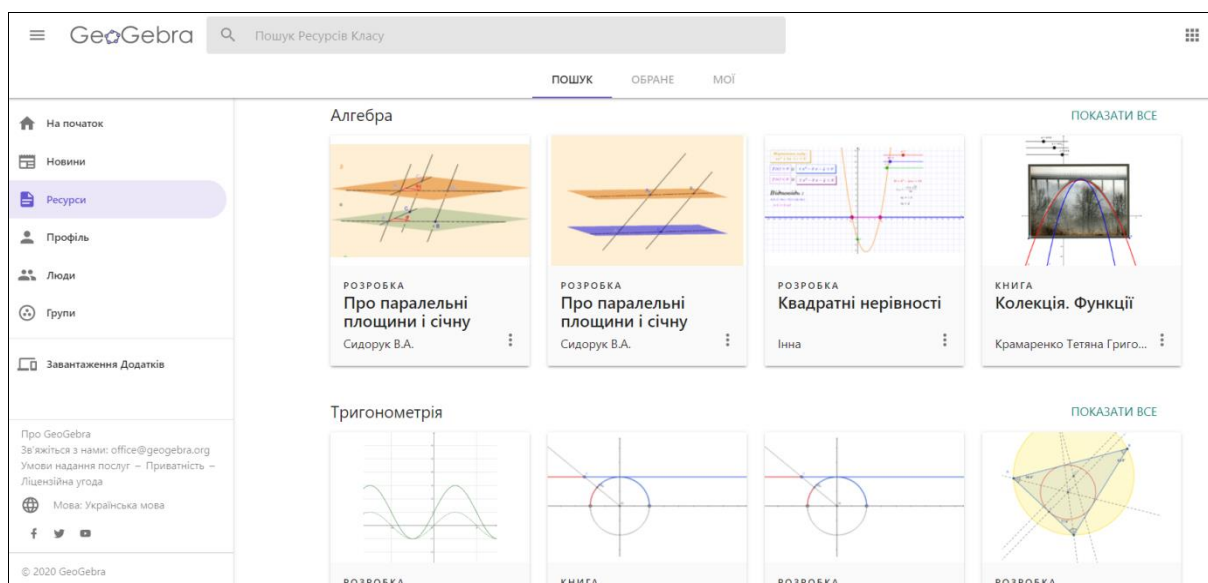 GeoGebra
Пошук Ресурсів Класу
ПОШУК ОБРАНЕ МОЇ
На початок
Новини
Ресурси
Профіль
Люди
Групи
Завантаження Додатків
Про GeoGebra
Зв'яжіться з нами: office@geogebra.org
Умови надання послуг – Приватність –
Ліцензійна угода
Мова: Українська мова
© 2020 GeoGebra
Алгебра ПОКАЗАТИ ВСЕ
РОЗРОБКА
Про паралельні
площини і січну
Сидорук В.А.
РОЗРОБКА
Про паралельні
площини і січну
Сидорук В.А.
РОЗРОБКА
Квадратні нерівності
Інна
КНИГА
Колекція. Функції
Крамаренко Тетяна Григо...
Тригонометрія ПОКАЗАТИ ВСЕ
РОЗРОБКА
КНИГА
РОЗРОБКА
РОЗРОБКА